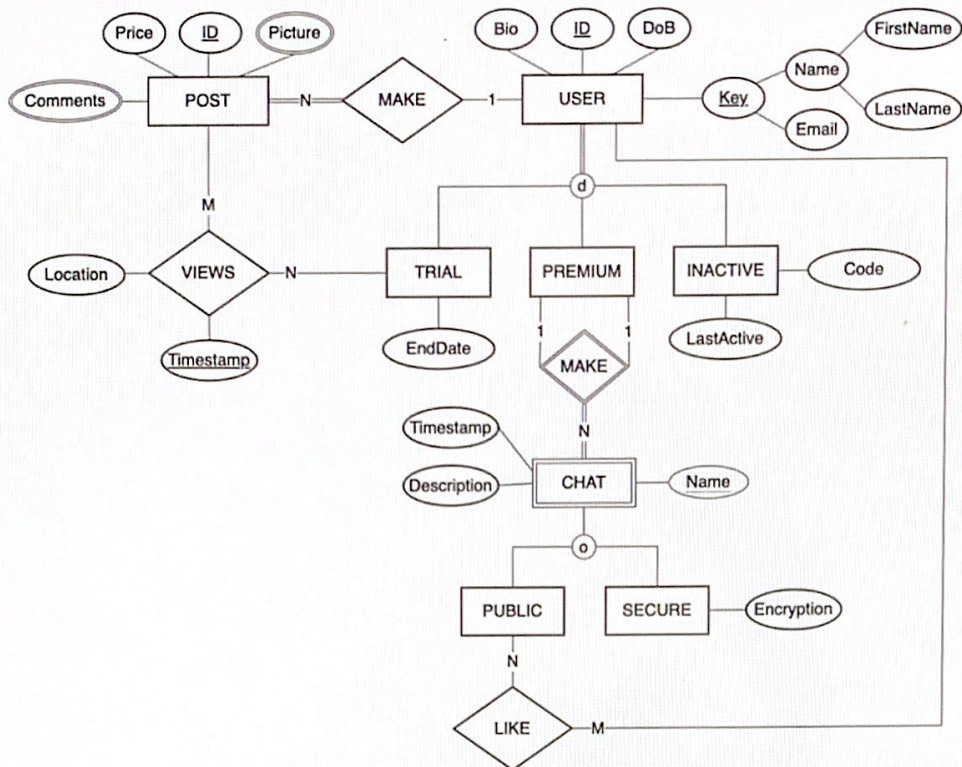 Price
ID
Picture
Comments
POST
N
MAKE
1
Bio
ID
DoB
USER
Key
Name
FirstName
LastName
Email
d
M
Location
VIEWS
N
Timestamp
TRIAL
EndDate
PREMIUM
INACTIVE
Code
LastActive
1
1
MAKE
N
Timestamp
Description
CHAT
Name
o
PUBLIC
SECURE
Encryption
N
LIKE
M